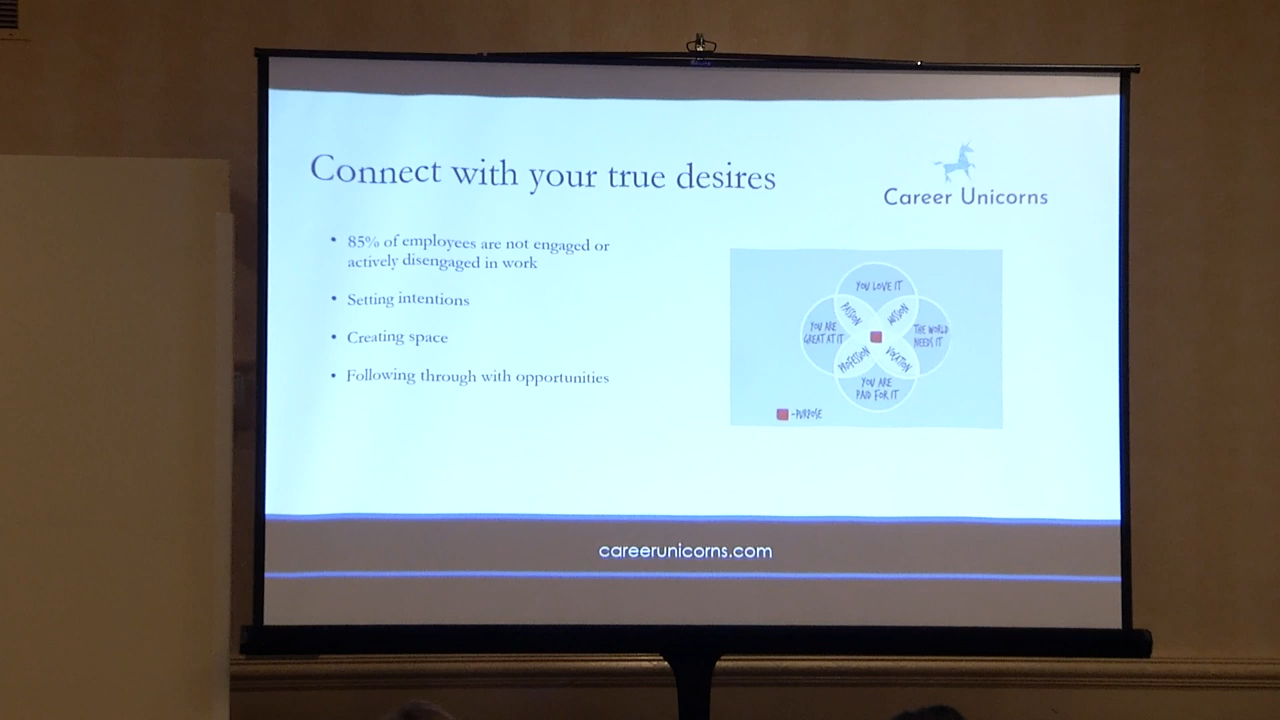 Connect with your true desires
Career Unicorns
• 85% of employees are not engaged or
actively disengaged in work
• Setting intentions
• Creating space
• Following through with opportunities
YOU LOVE IT
PASSION
MISSION
YOU ARE
GREAT AT IT
THE WORLD
NEEDS IT
PROFESSION
VOCATION
YOU ARE
PAID FOR IT
-PURPOSE
careerunicorns.com